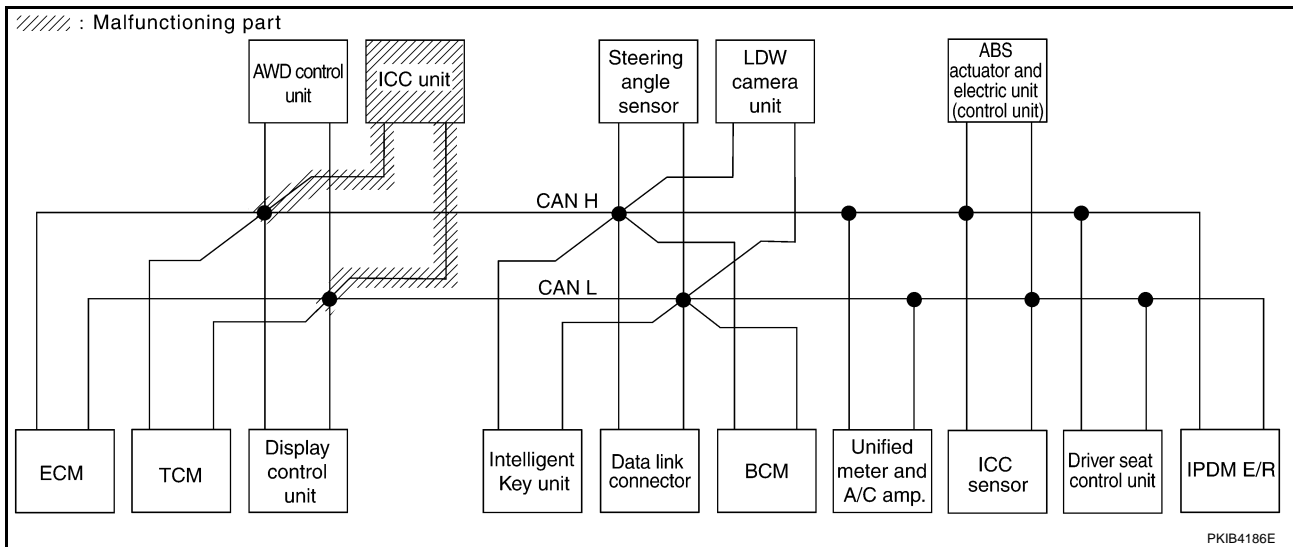 : Malfunctioning part
AWD control
unit
ICC unit
Steering
angle
sensor
LDW
camera
unit
ABS
actuator and
electric unit
(control unit)
CAN H
CAN L
ECM
TCM
Display
control
unit
Intelligent
Key unit
Data link
connector
BCM
Unified
meter and
A/C amp.
ICC
sensor
Driver seat
control unit
IPDM E/R
PKIB4186E